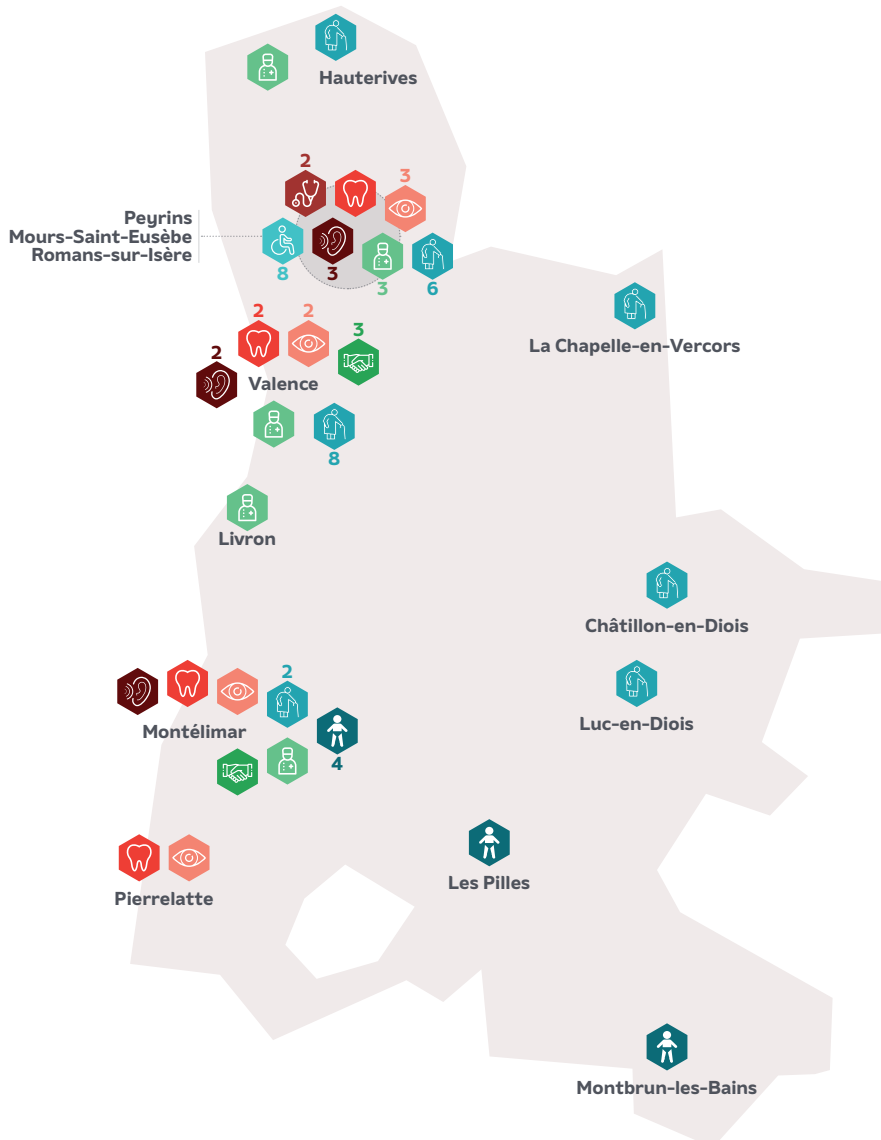 Hauterives
2
3
Peyrins
Mours-Saint-Eusèbe
Romans-sur-Isère
8
3
3
6
La Chapelle-en-Vercors
2
2
3
2
Valence
8
Livron
Châtillon-en-Diois
2
Luc-en-Diois
Montélimar
4
Les Pilles
Pierrelatte
Montbrun-les-Bains